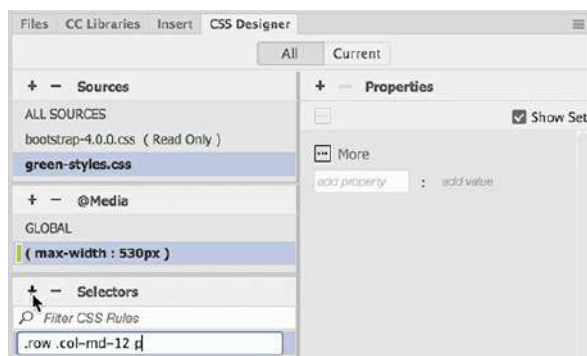 Files CC Libraries Insert CSS Designer
All Current
+ − Sources
ALL SOURCES
bootstrap-4.0.0.css ( Read Only )
green-styles.css
+ − @Media
GLOBAL
( max-width : 530px )
+ − Selectors
Filter CSS Rules
.row .col-md-12 p
+ − Properties
Show Set
More
add property : add value